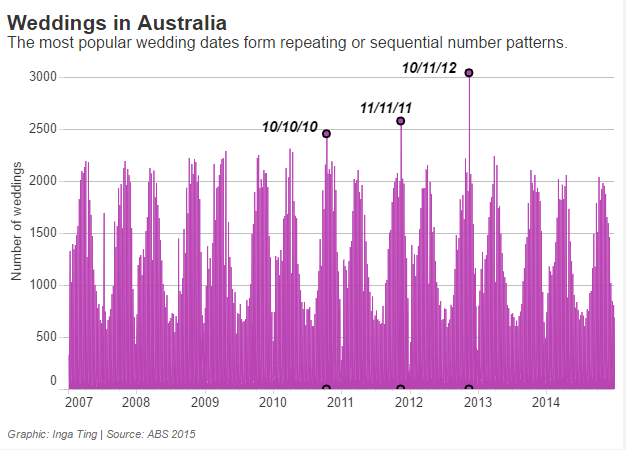 Weddings in Australia
The most popular wedding dates form repeating or sequential number patterns.
3000
2500
2000
1500
1000
500
0
Number of weddings
10/10/10
11/11/11
10/11/12
2007 2008 2009 2010 2011 2012 2013 2014
Graphic: Inga Ting | Source: ABS 2015